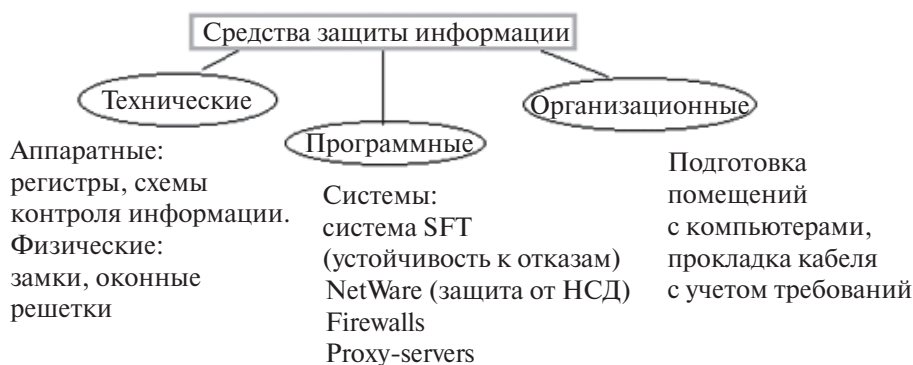 Средства защиты информации
Технические
Программные
Организационные
Аппаратные:
регистры, схемы
контроля информации.
Физические:
замки, оконные
решетки
Системы:
система SFT
(устойчивость к отказам)
NetWare (защита от НСД)
Firewalls
Proxy-servers
Подготовка
помещений
с компьютерами,
прокладка кабеля
с учетом требований